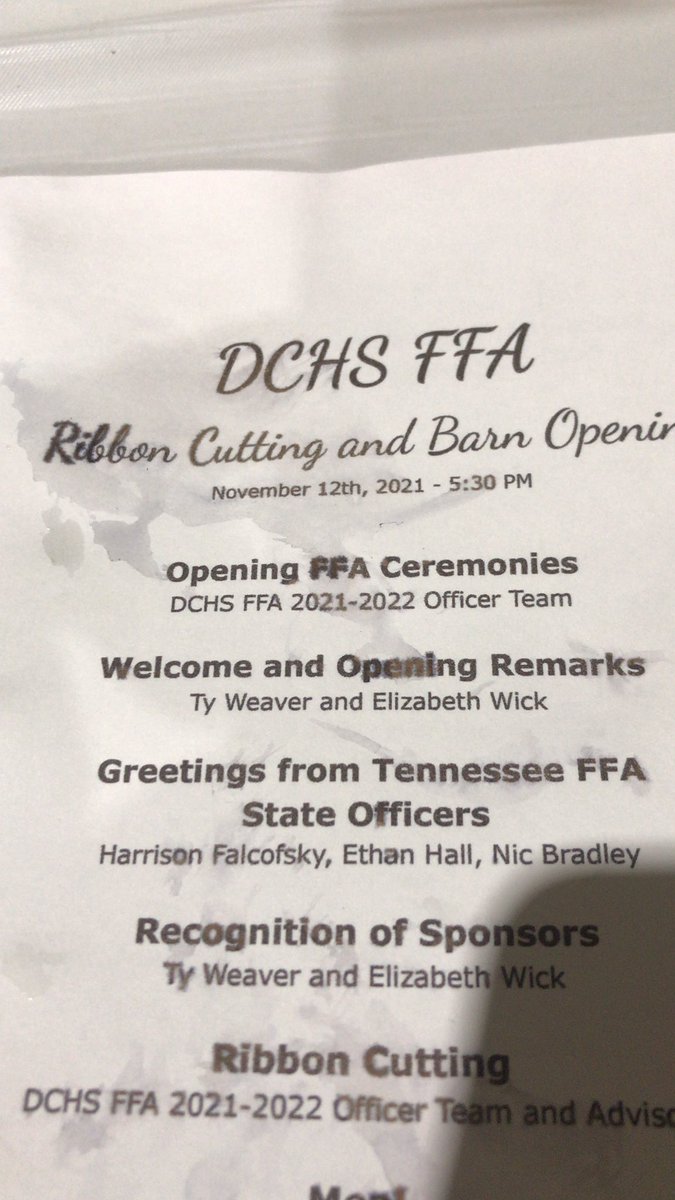 DCHS FFA
Ribbon Cutting and Barn Openin
November 12th, 2021 - 5:30 PM
Opening FFA Ceremonies
DCHS FFA 2021-2022 Officer Team
Welcome and Opening Remarks
Ty Weaver and Elizabeth Wick
Greetings from Tennessee FFA
State Officers
Harrison Falcofsky, Ethan Hall, Nic Bradley
Recognition of Sponsors
Ty Weaver and Elizabeth Wick
Ribbon Cutting
DCHS FFA 2021-2022 Officer Team and Adviso